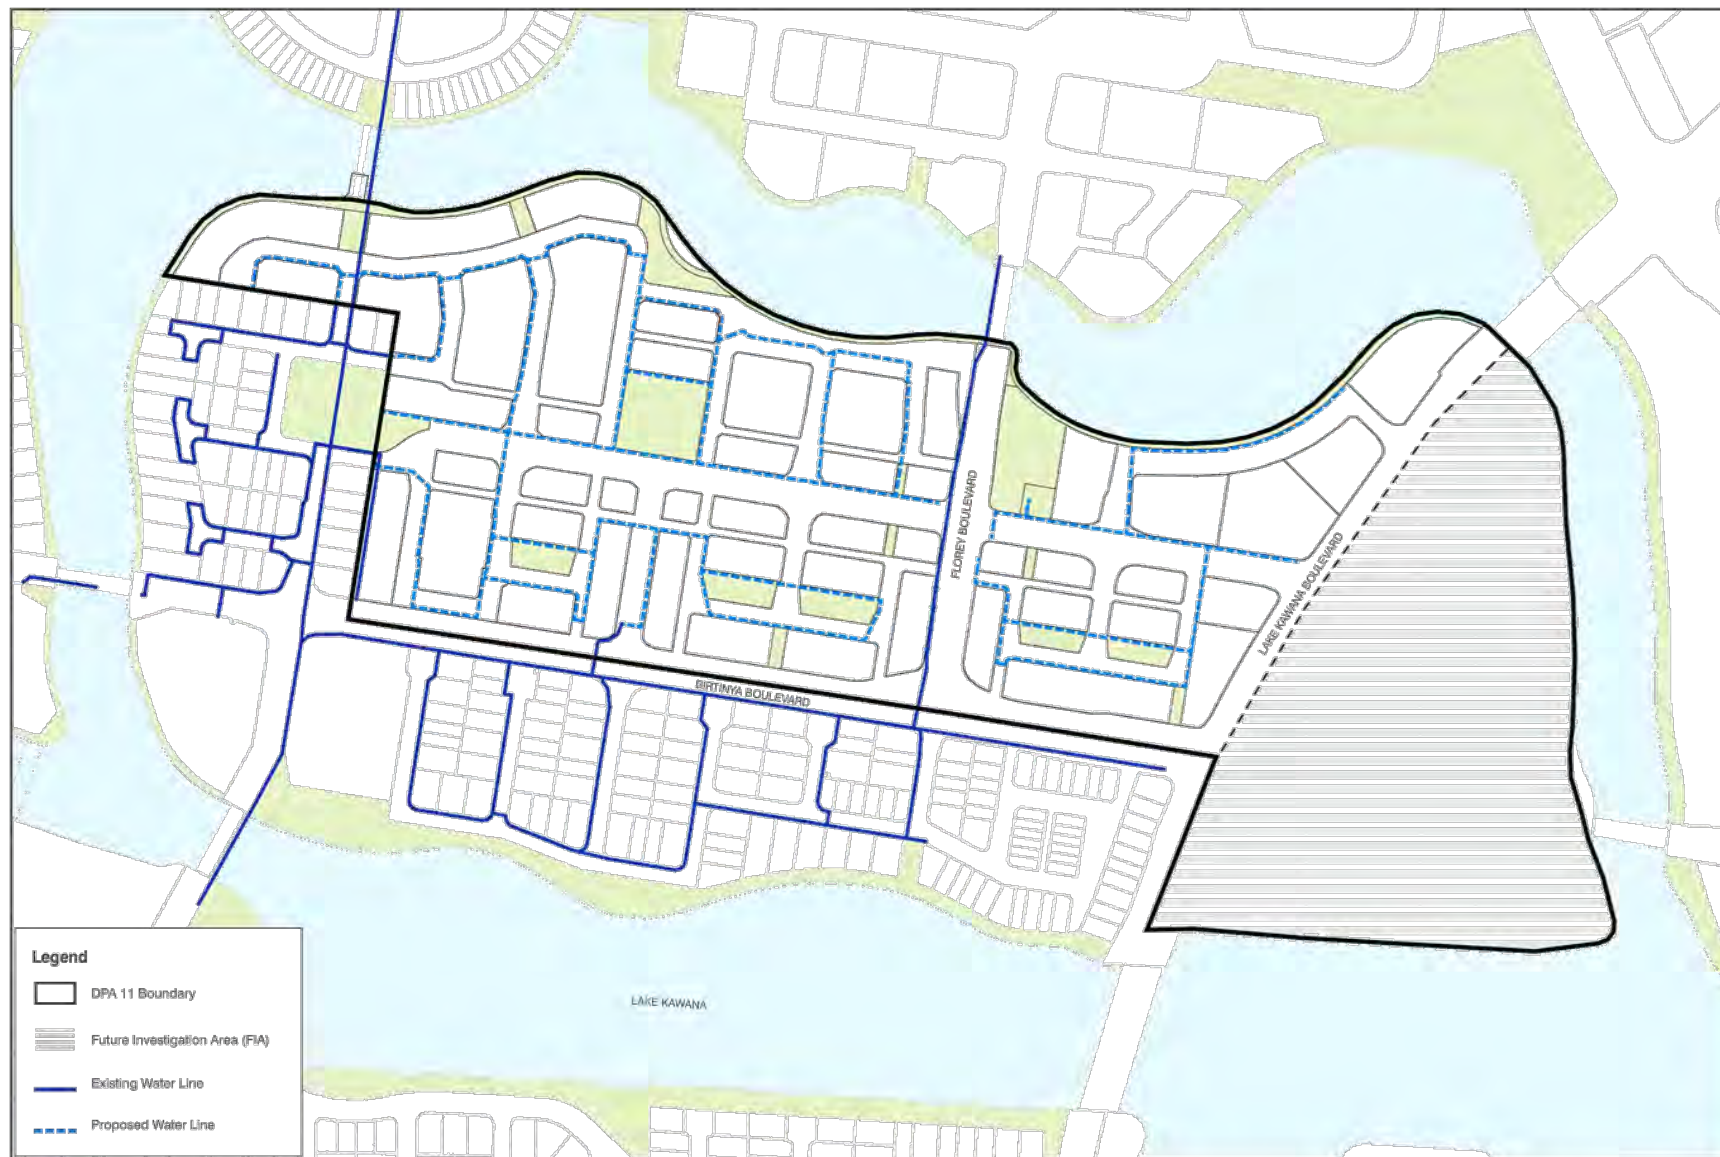 FLOREY BOULEVARD
LAKE KAWANA BOULEVARD
BIRTINYA BOULEVARD
LAKE KAWANA
Legend
DPA 11 Boundary
Future Investigation Area (FIA)
Existing Water Line
Proposed Water Line